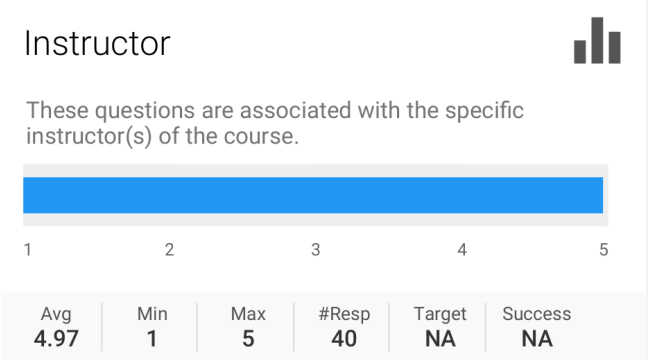 Instructor
These questions are associated with the specific
instructor(s) of the course.
1 2 3 4 5
Avg Min Max #Resp Target Success
4.97 1 5 40 NA NA